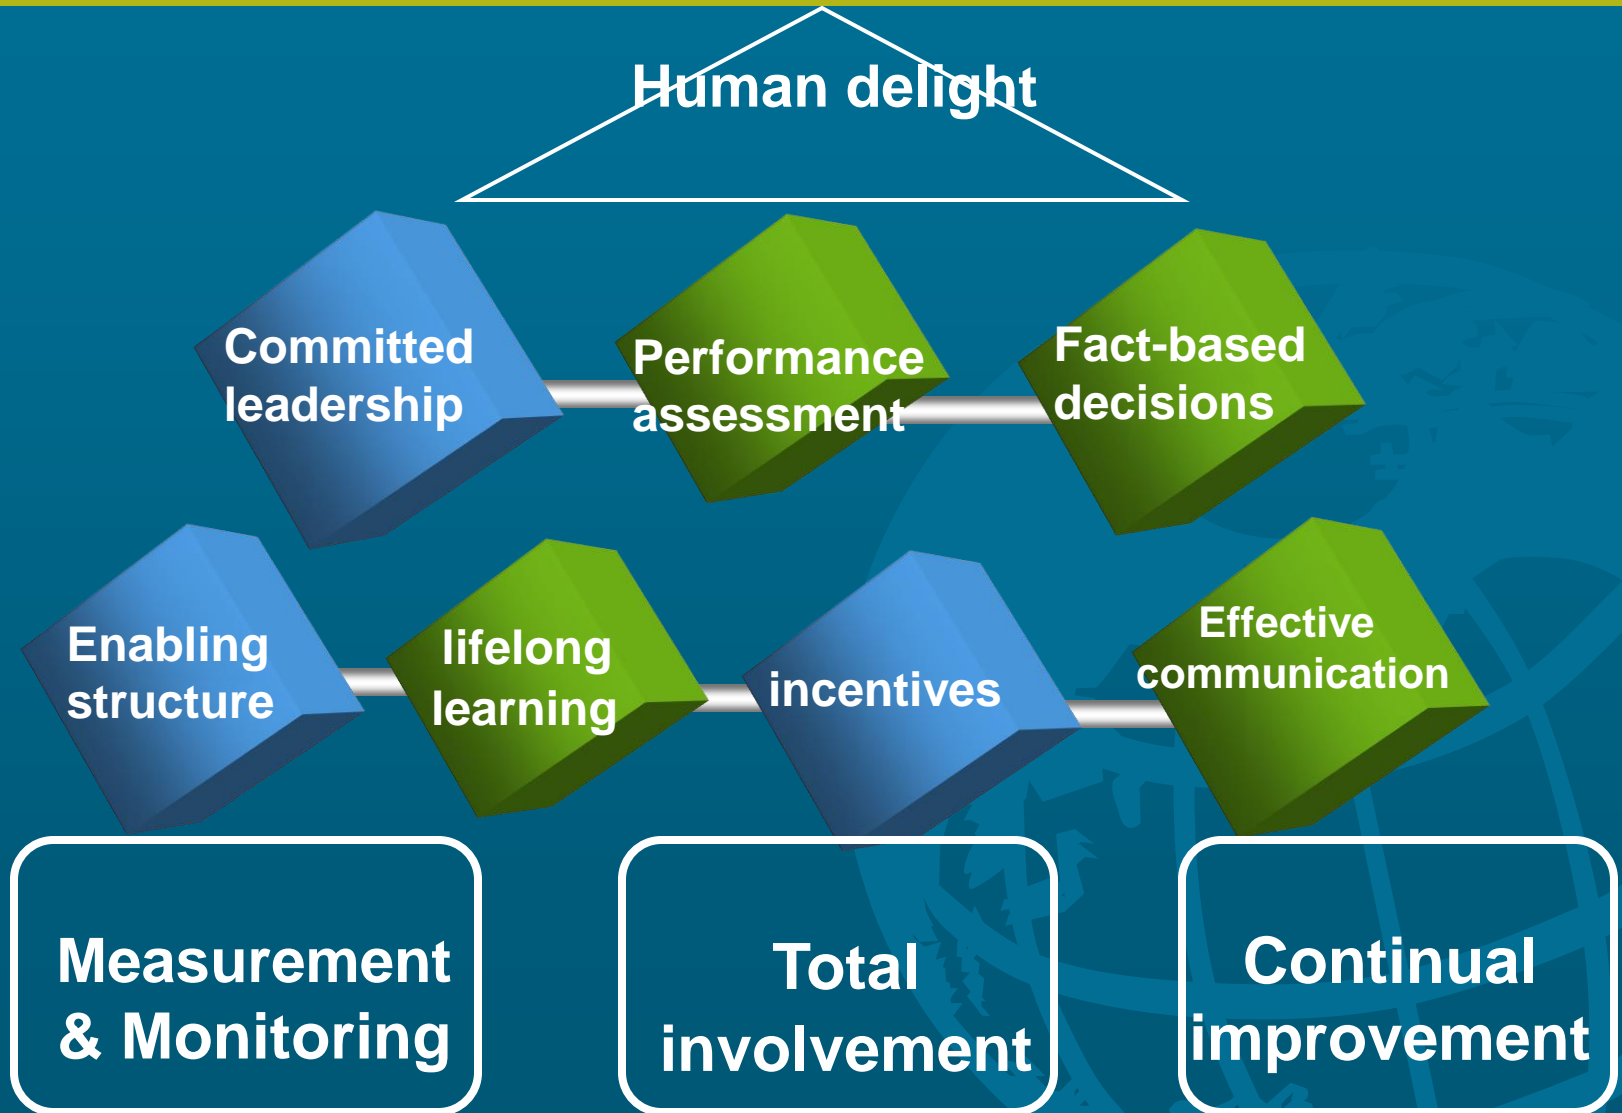 Human delight
Committed
leadership
Performance
assessment
Fact-based
decisions
Enabling
structure
lifelong
learning
incentives
Effective
communication
Measurement
& Monitoring
Total
involvement
Continual
improvement